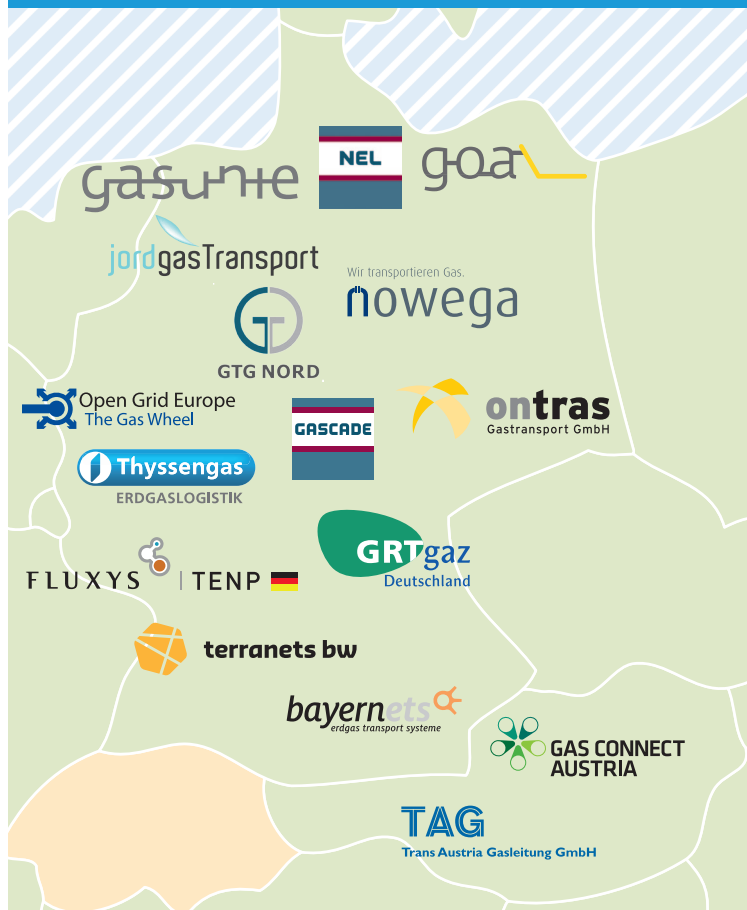 gasunie
NEL
goal
jordgasTransport
Wir transportieren Gas.
nowega
GTG NORD
Open Grid Europe
The Gas Wheel
GASCADE
ontras
Gastransport GmbH
Thyssengas
ERDGASLOGISTIK
GRTgaz
Deutschland
FLUXYS | TENP
terranets bw
bayernets
erdgas transport systeme
GAS CONNECT
AUSTRIA
TAG
Trans Austria Gasleitung GmbH